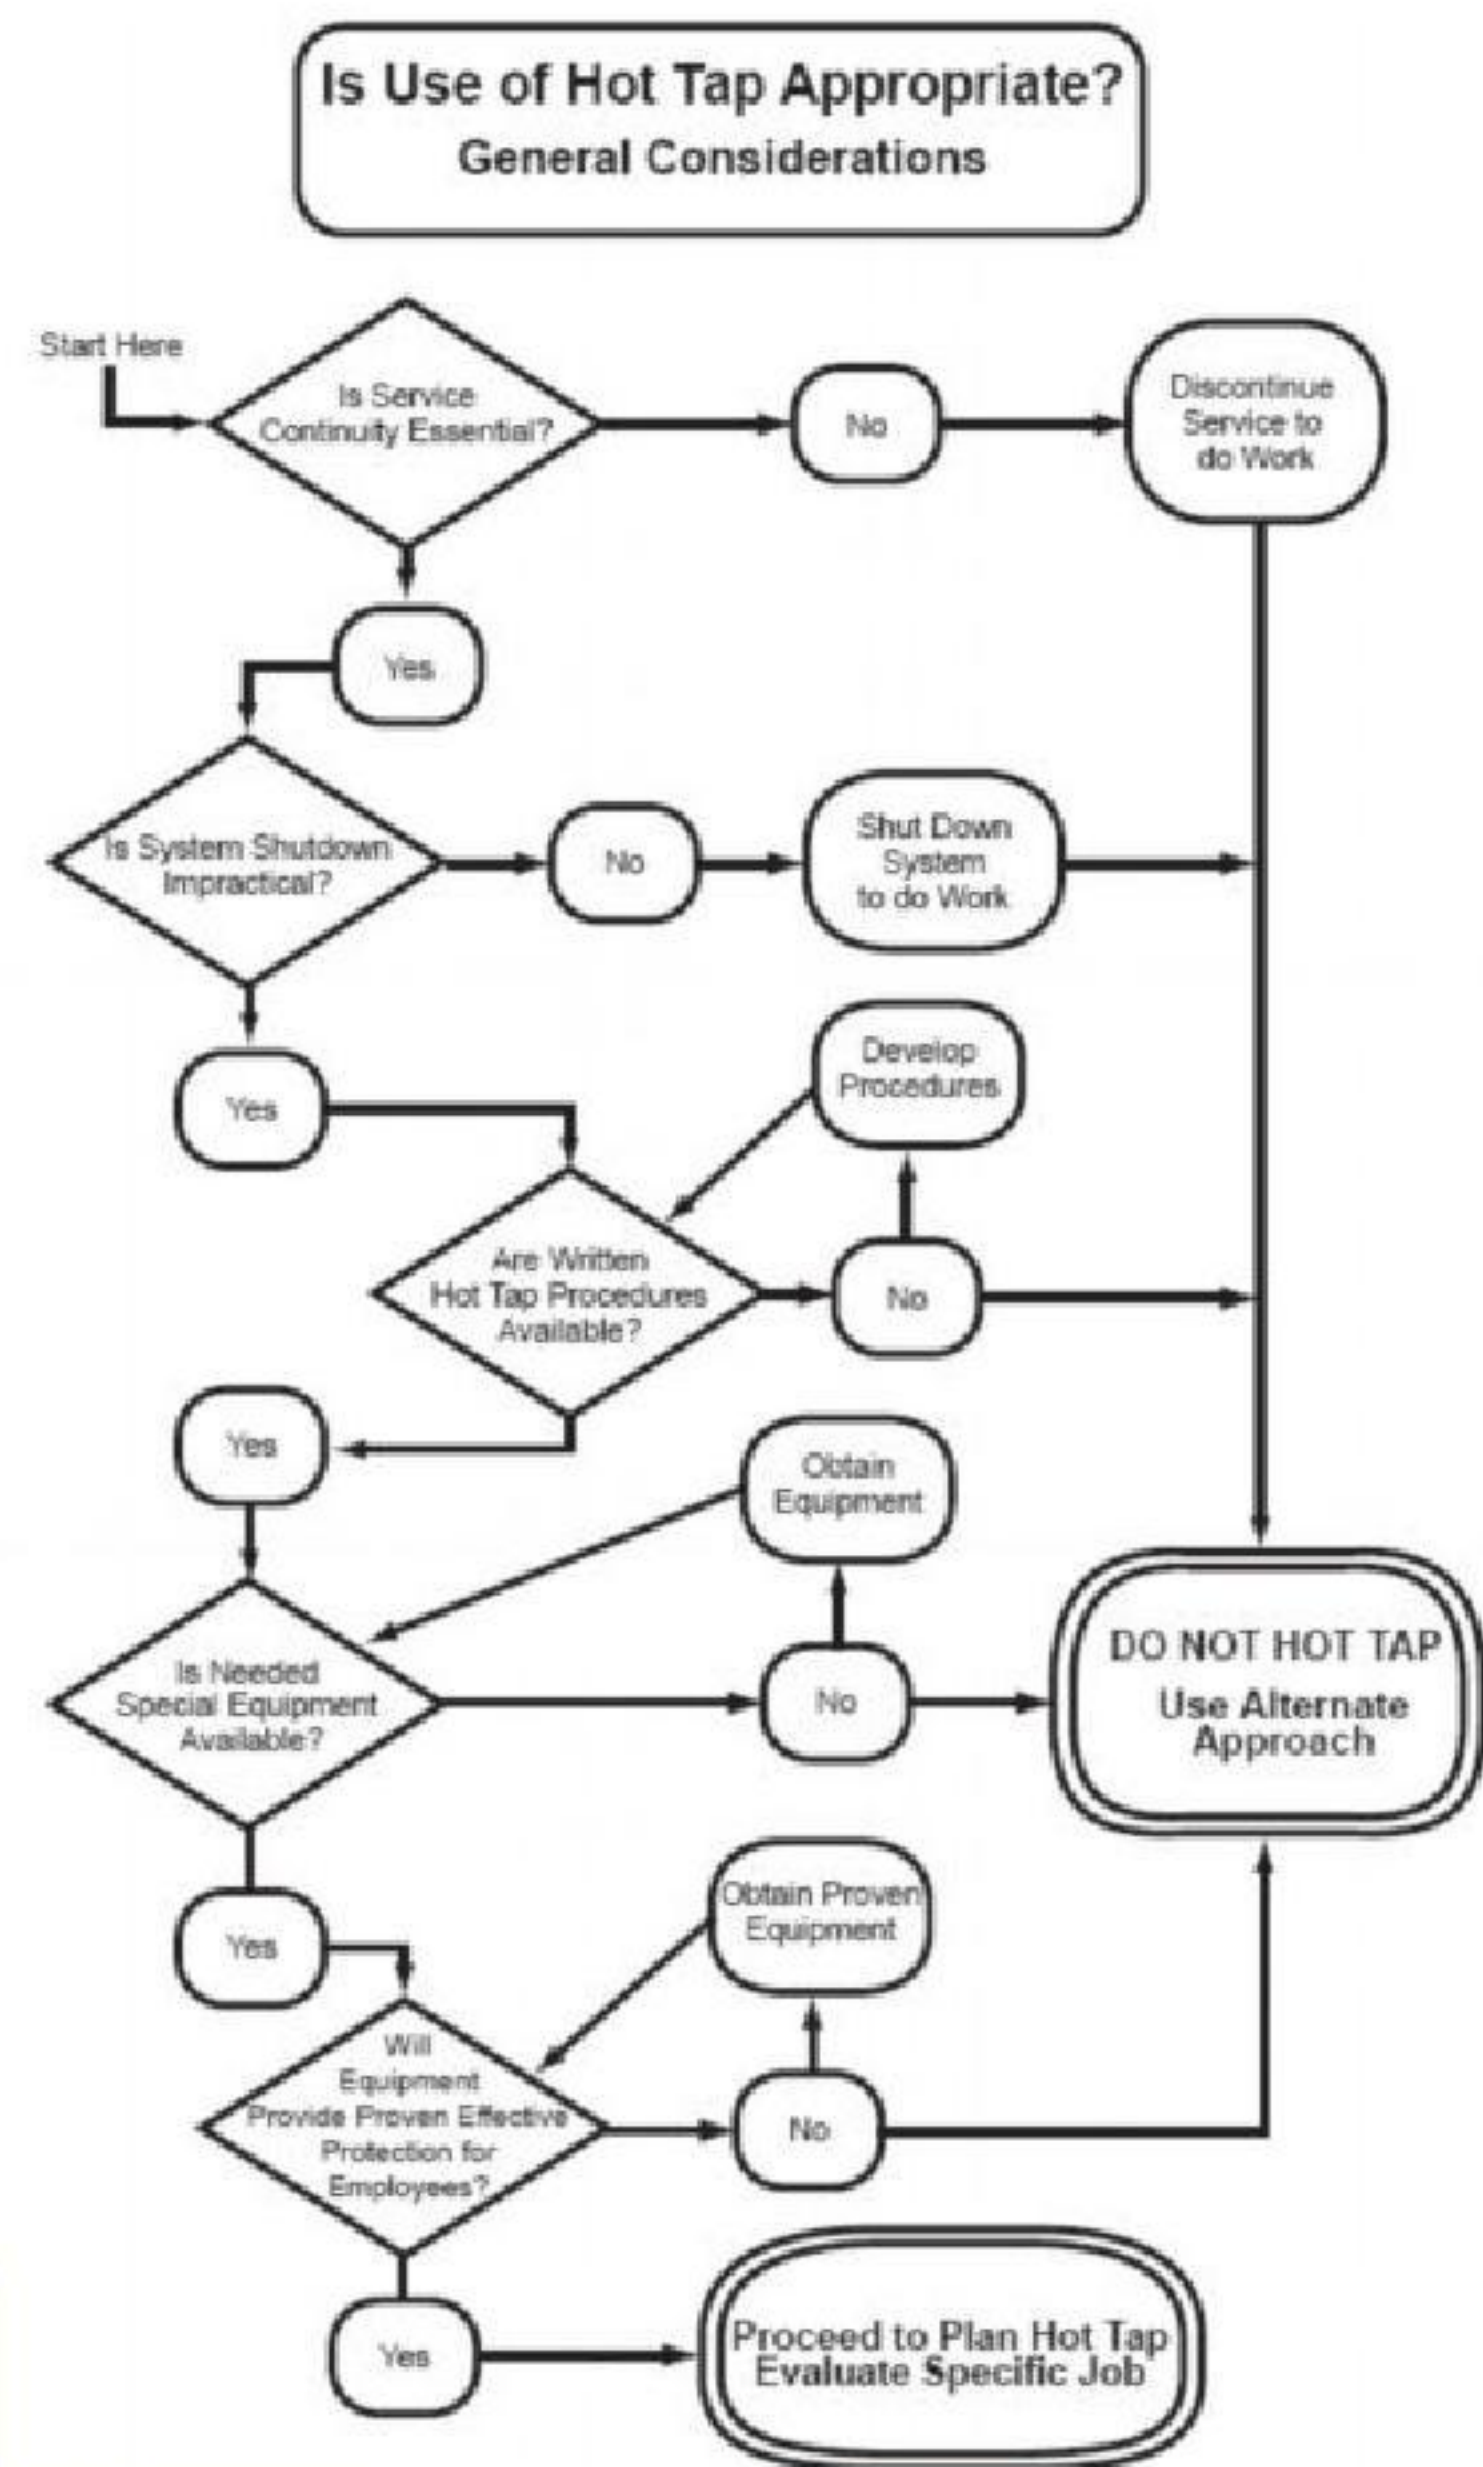 Is Use of Hot Tap Appropriate?
General Considerations
Start Here
Is Service
Continuity Essential?
No
Discontinue
Service to
do Work
Yes
Is System Shutdown
Impractical?
No
Shut Down
System
to do Work
Yes
Develop
Procedures
Are Written
Hot Tap Procedures
Available?
No
Yes
Obtain
Equipment
Is Needed
Special Equipment
Available?
No
DO NOT HOT TAP
Use Alternate
Approach
Yes
Obtain Proven
Equipment
Will
Equipment
Provide Proven Effective
Protection for
Employees?
No
Yes
Proceed to Plan Hot Tap
Evaluate Specific Job